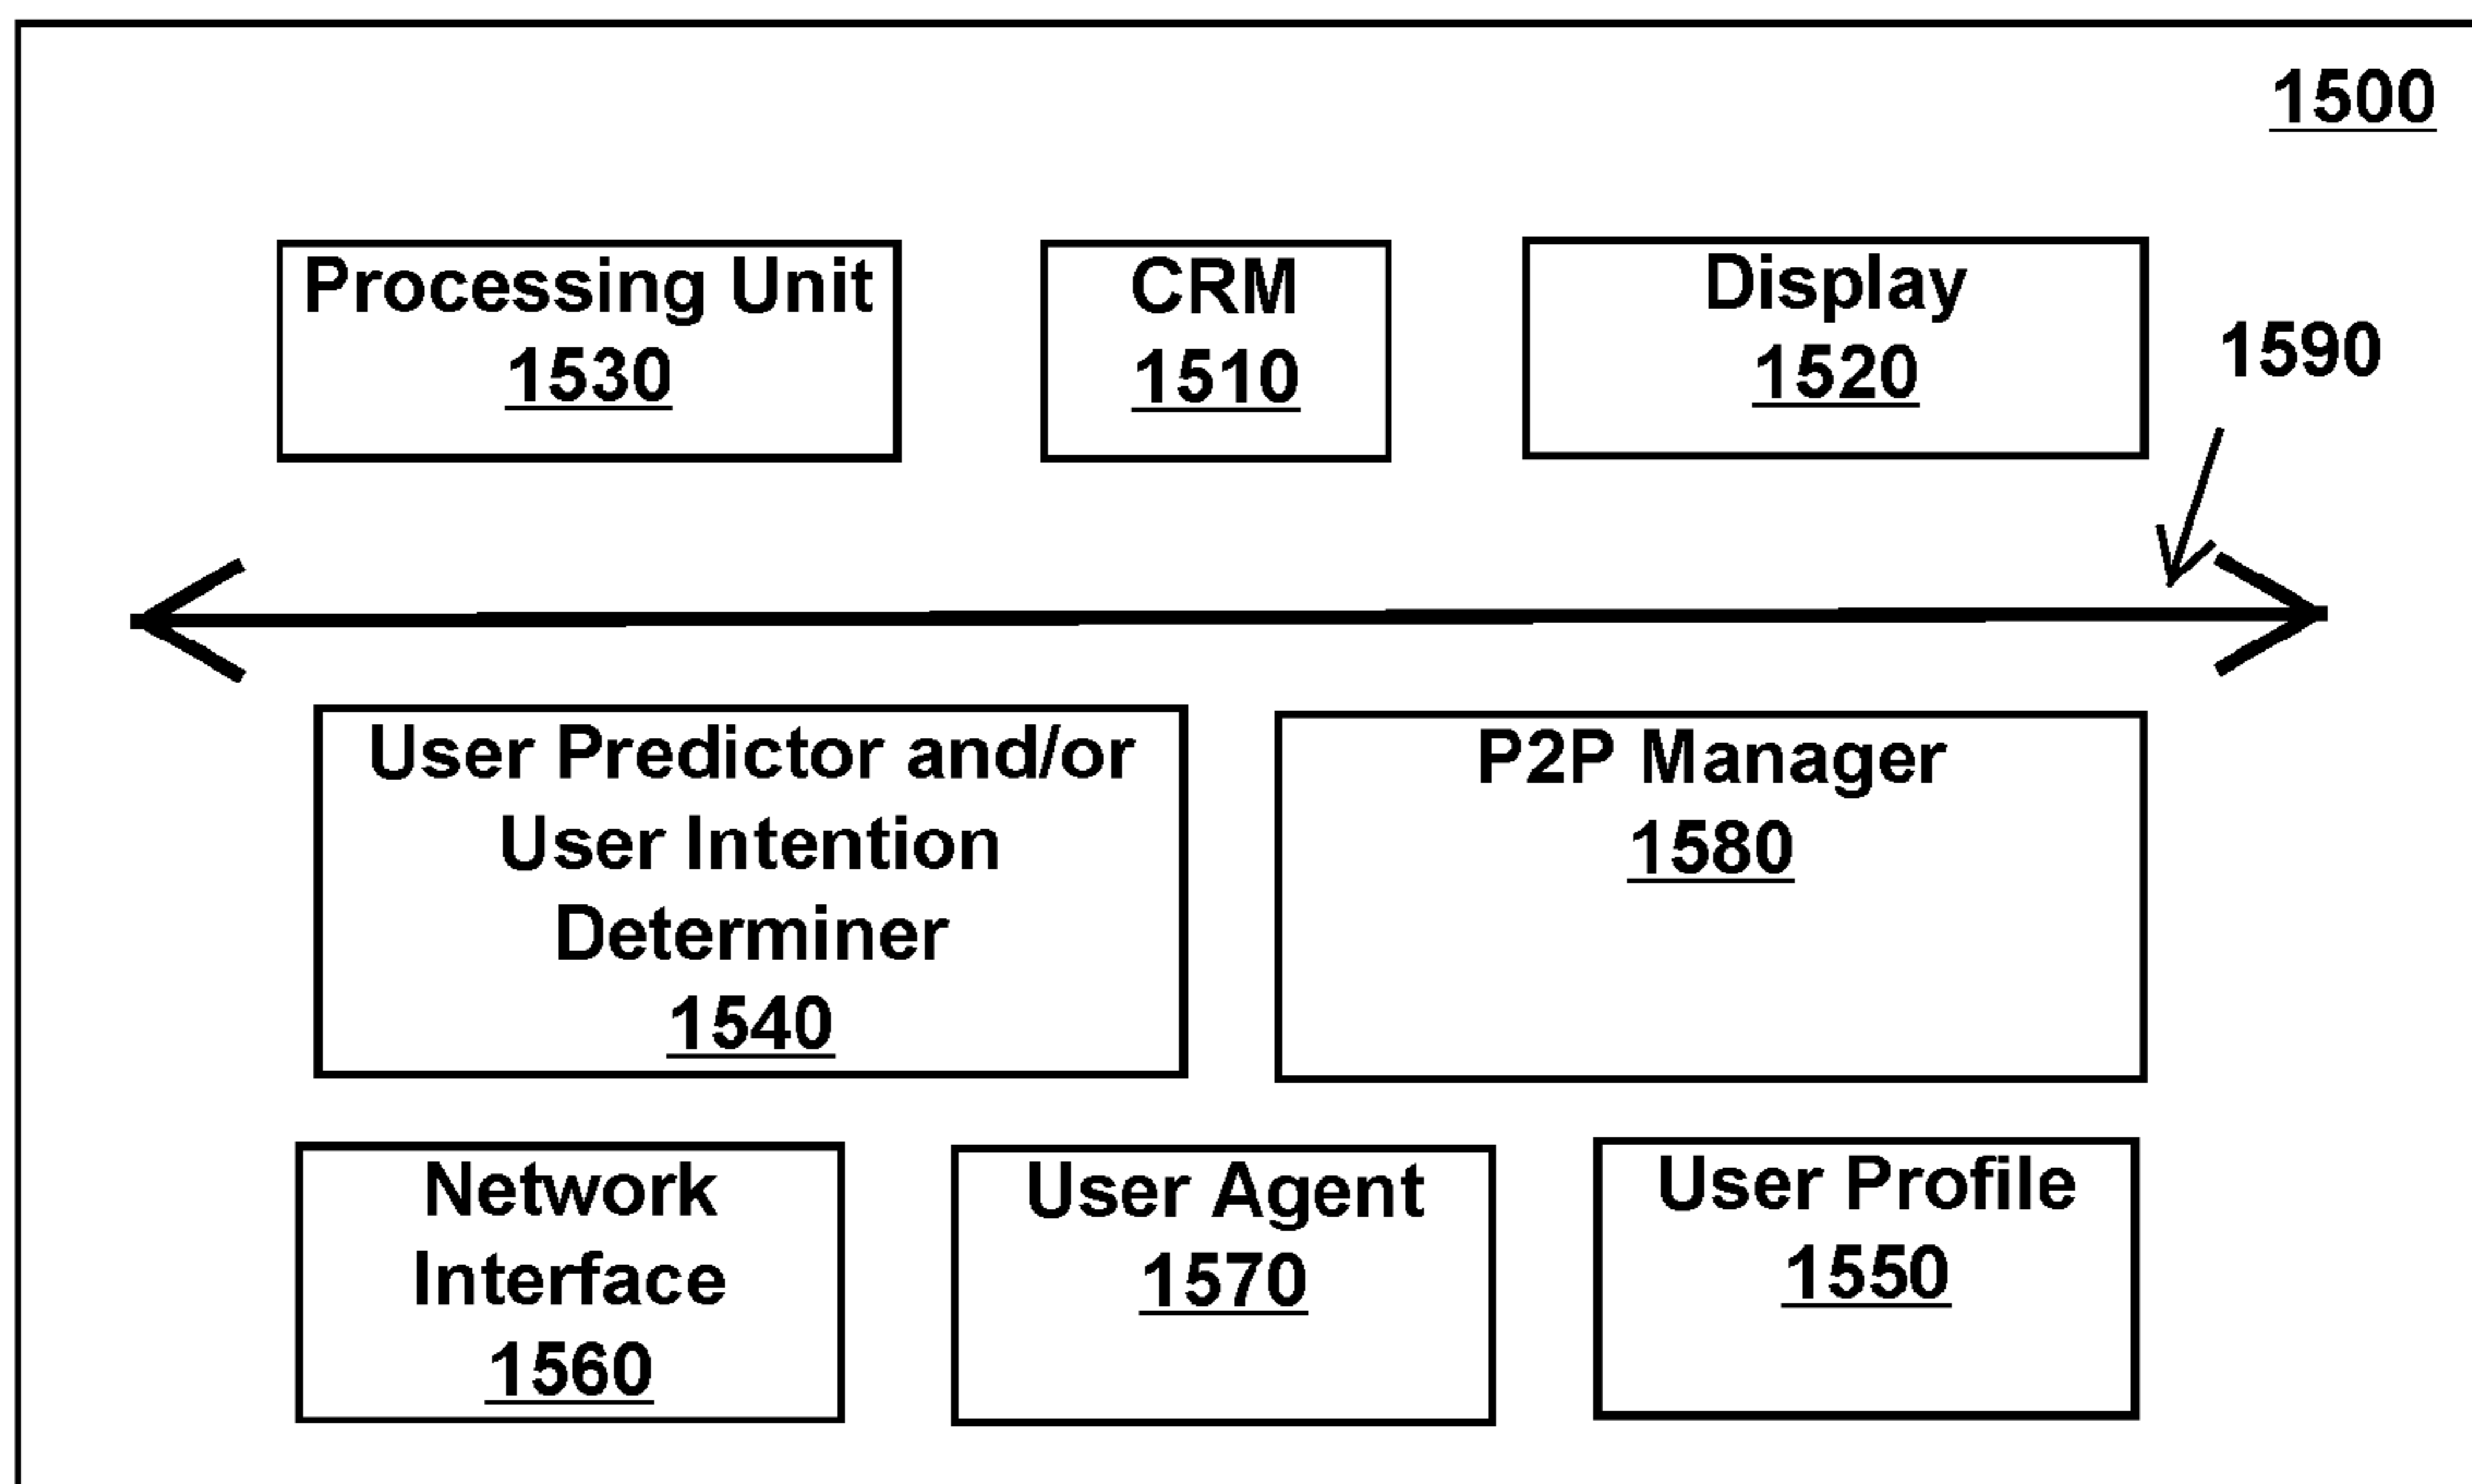 1500
Processing Unit
1530
CRM
1510
Display
1520
1590
User Predictor and/or
User Intention
Determiner
1540
P2P Manager
1580
Network
Interface
1560
User Agent
1570
User Profile
1550